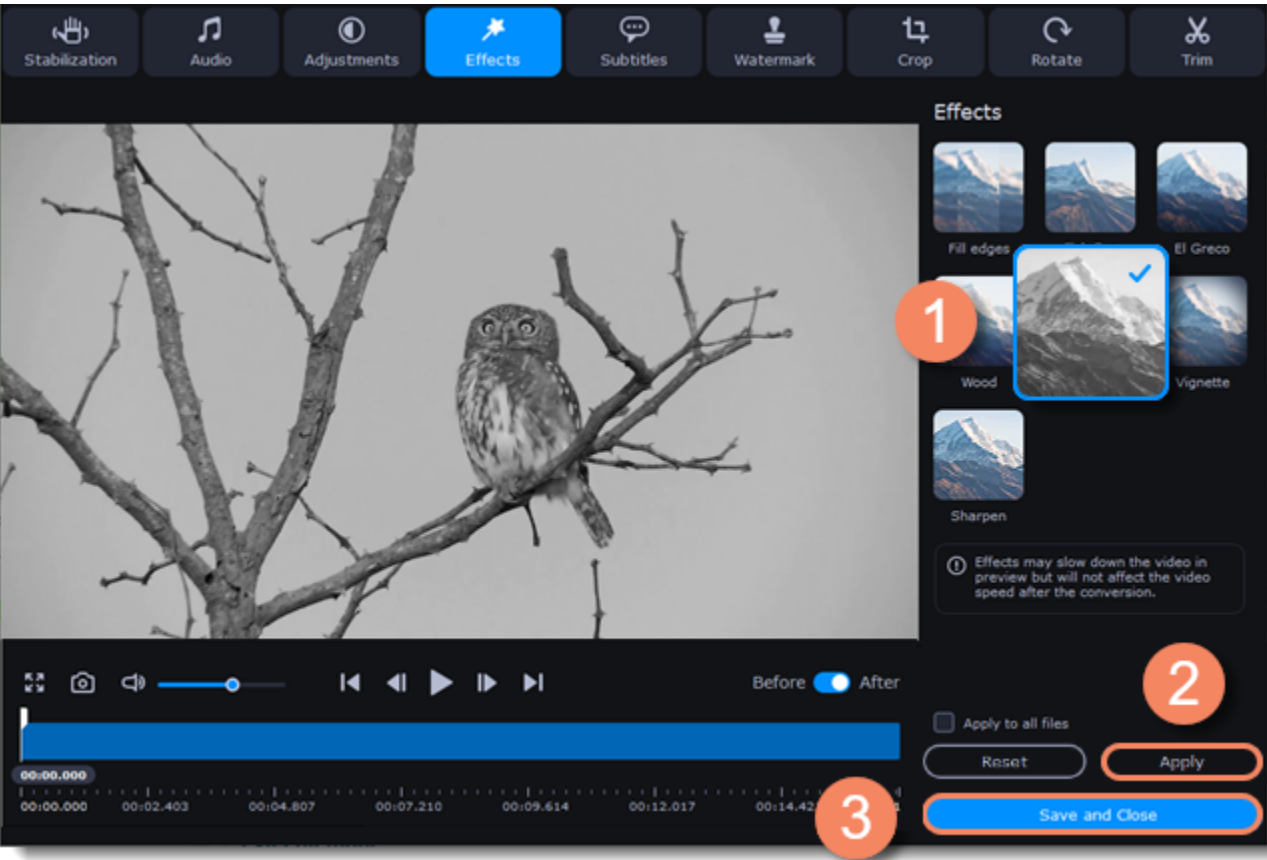 Stabilization
Audio
Adjustments
Effects
Subtitles
Watermark
Crop
Rotate
Trim
Effects
Fill edges
El Greco
1
Wood
Vignette
Sharpen
Effects may slow down the video in
preview but will not affect the video
speed after the conversion.
Before
After
2
Apply to all files
Reset
Apply
00:00.000
00:00.000
00:02.403
00:04.807
00:07.210
00:09.614
00:12.017
3
Save and Close